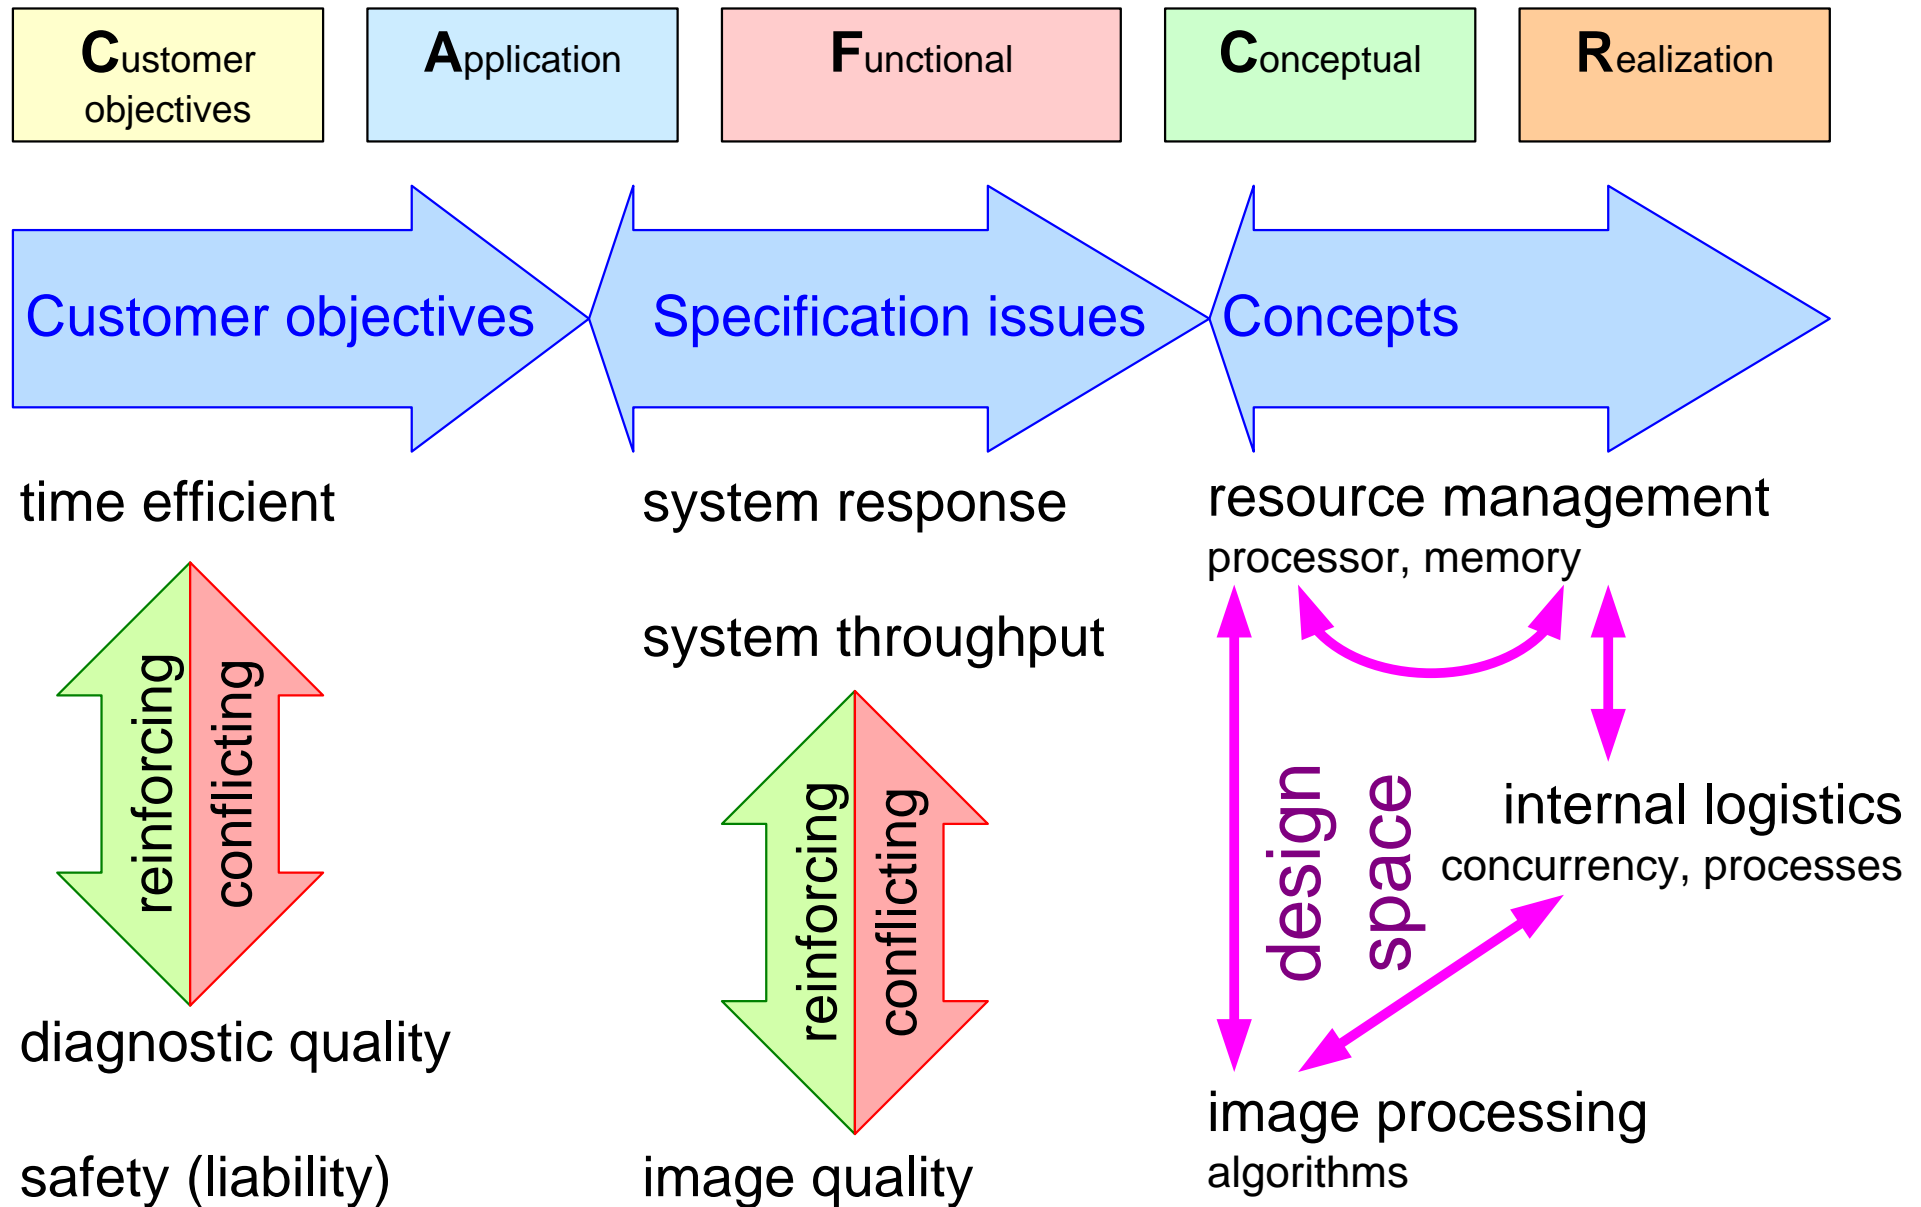 Customer
objectives
Application
Functional
Conceptual
Realization
Customer objectives
Specification issues
Concepts
time efficient
reinforcing
conflicting
diagnostic quality
safety (liability)
system response
system throughput
reinforcing
conflicting
image quality
resource management
processor, memory
design
space
internal logistics
concurrency, processes
image processing
algorithms